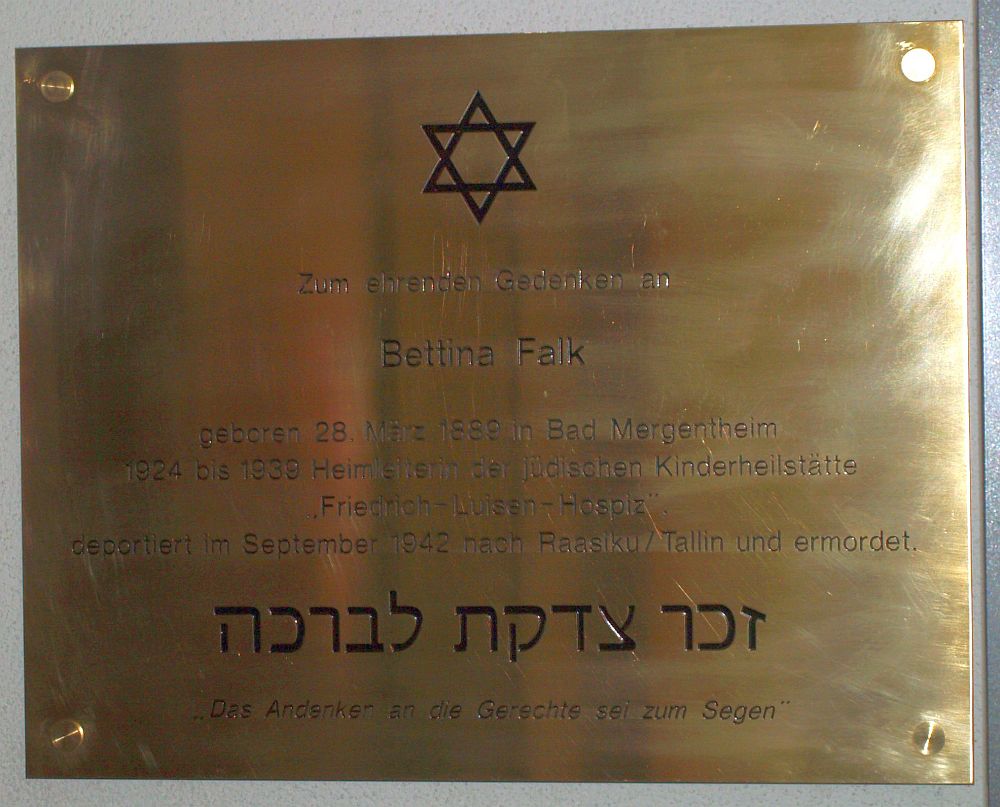 Zum ehrenden Gedenken an
Bettina Falk
geboren 28. März 1889 in Bad Mergentheim
1924 bis 1939 Heimleiterin der jüdischen Kinderheilstätte
„Friedrich-Luisen-Hospiz“.
deportiert im September 1942 nach Raasiku/Tallin und ermordet.
זכר צדקת לברכה
„Das Andenken an die Gerechte sei zum Segen“